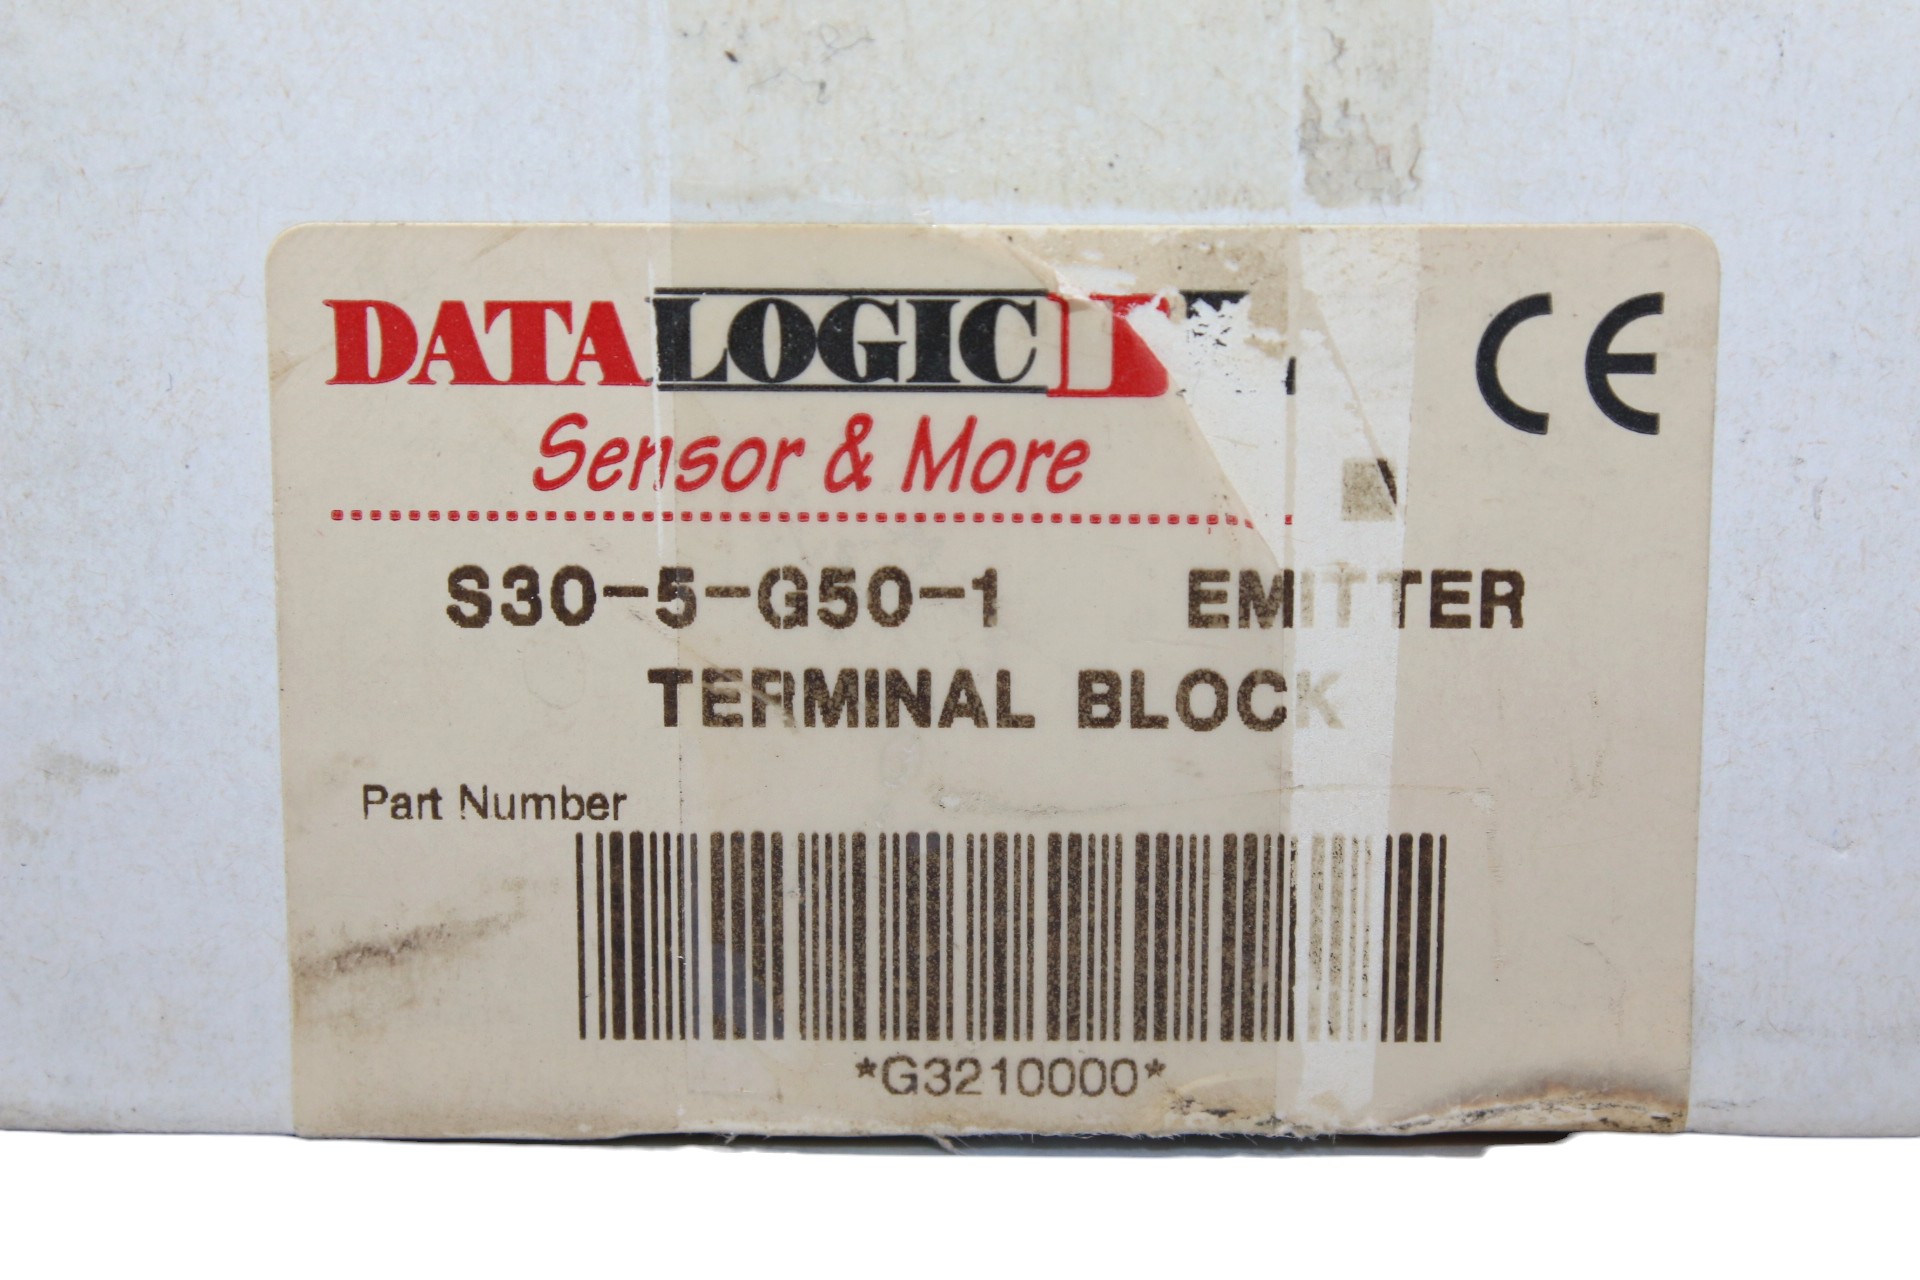 DATALOGIC
CE
Sensor & More
S30-5-G50-1 EMITTER
TERMINAL BLOCK
Part Number
*G3210000*